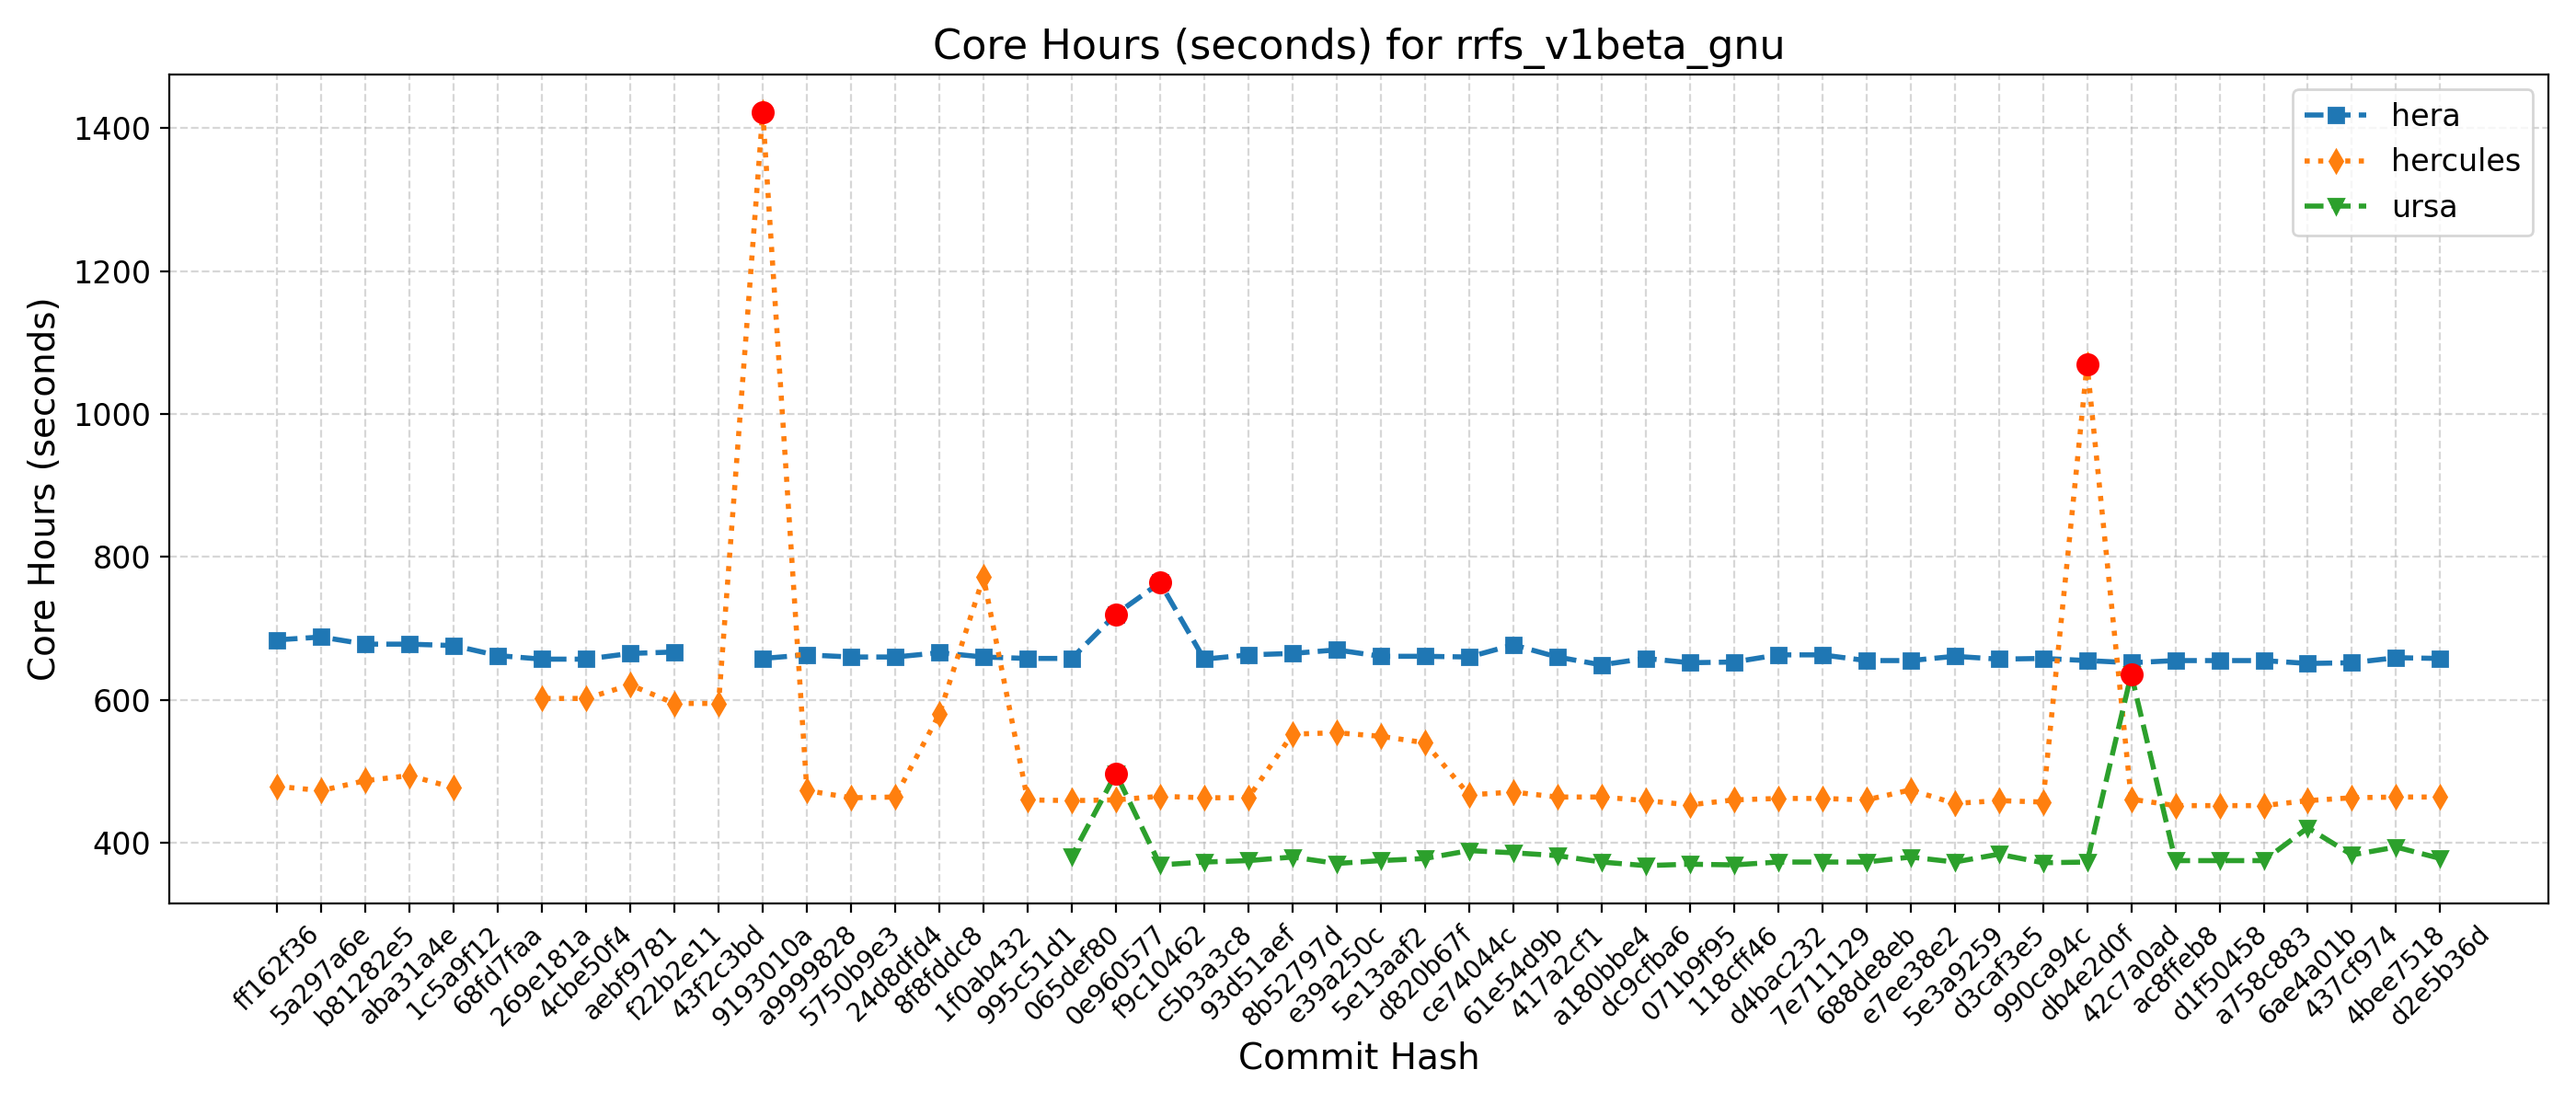 Core Hours (seconds) for rrfs_v1beta_gnu
Core Hours (seconds)
1400
1200
1000
800
600
400
hera
hercules
ursa
ff162f36
5a297a6e
b81282e5
aba31a4e
1c5a9f12
68fd7faa
269e181a
4cbe50f4
aebf9781
f22b2e11
43f2c3bd
9193010a
a9999828
5750b9e3
24d8dfd4
8f8fddc8
1f0ab432
995c51d1
065def80
0e960577
f9c10462
c5b3a3c8
93d51aef
8b52797d
e39a250c
5e13aaf2
d820b67f
ce74044c
61e54d9b
417a2cf1
a180bbe4
dc9cfba6
071b9f95
118cff46
d4bac232
7e711129
688de8eb
e7ee38e2
5e3a9259
d3caf3e5
990ca94c
db4e2d0f
42c7a0ad
ac8ffeb8
d1f50458
a758c883
6ae4a01b
437cf974
4bee7518
d2e5b36d
Commit Hash